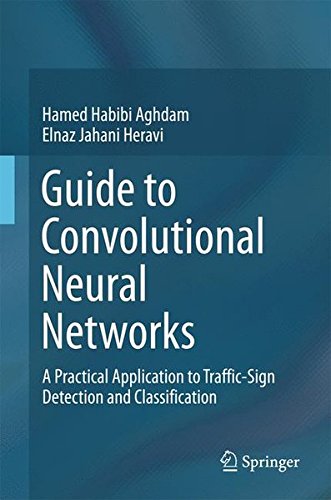 Hamed Habibi Aghdam
Elnaz Jahani Heravi
Guide to
Convolutional
Neural
Networks
A Practical Application to Traffic-Sign
Detection and Classification
Springer